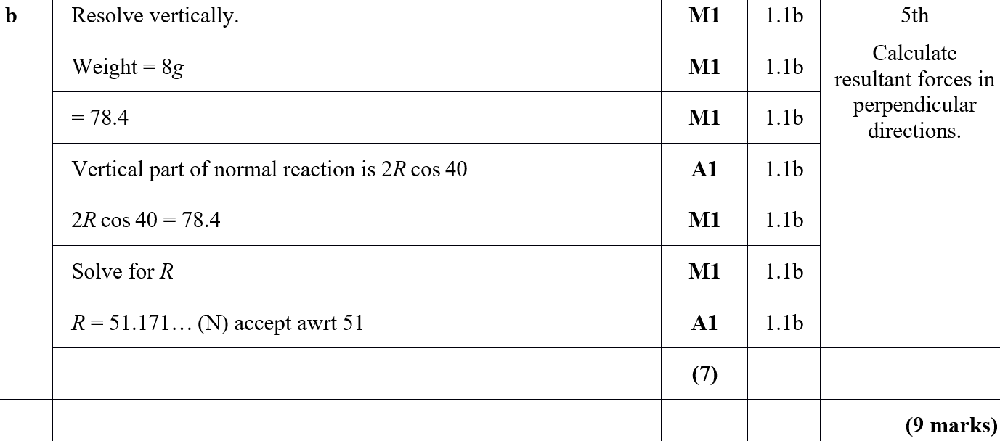 b Resolve vertically. M1 1.1b 5th
Weight = 8g M1 1.1b Calculate
resultant forces in
perpendicular
directions.
= 78.4 M1 1.1b
Vertical part of normal reaction is 2R cos 40 A1 1.1b
2R cos 40 = 78.4 M1 1.1b
Solve for R M1 1.1b
R = 51.171… (N) accept awrt 51 A1 1.1b
(7)
(9 marks)